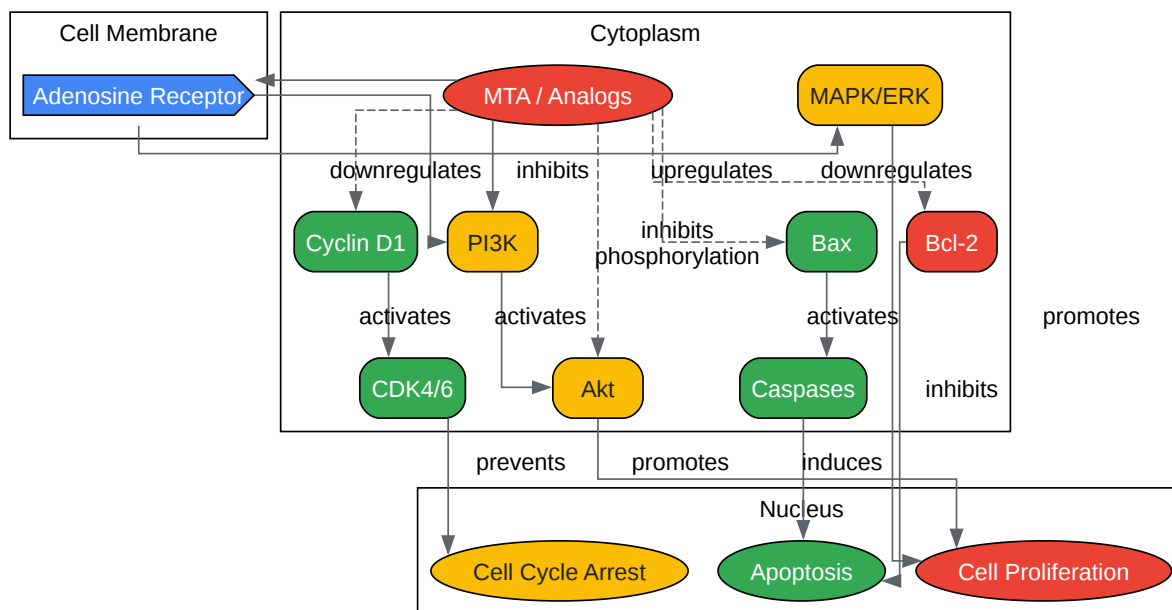 Cell Membrane
Cytoplasm
Adenosine Receptor
MTA / Analogs
MAPK/ERK
downregulates
inhibits
upregulates
downregulates
Cyclin D1
PI3K
inhibits
phosphorylation
Bax
Bcl-2
activates
activates
activates
promotes
CDK4/6
Akt
Caspases
inhibits
prevents
promotes
induces
Nucleus
Cell Cycle Arrest
Apoptosis
Cell Proliferation